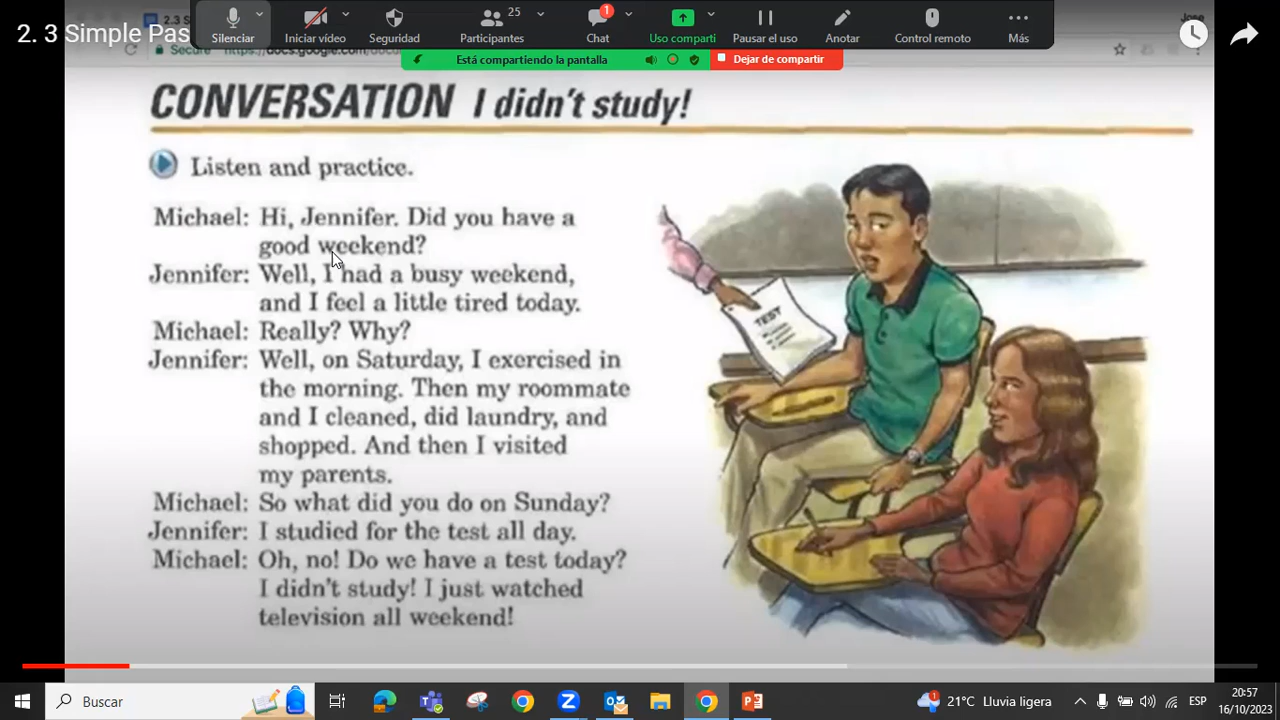 2. 3 Simple Pas
Silenciar
Iniciar vídeo
Seguridad
25
Participantes
1
Chat
Uso comparti
Pausar el uso
Anotar
Control remoto
Más
Está compartiendo la pantalla
Dejar de compartir
CONVERSATION I didn't study!
Listen and practice.
Michael: Hi, Jennifer. Did you have a
good weekend?
Jennifer: Well, I had a busy weekend,
and I feel a little tired today.
Michael: Really? Why?
Jennifer: Well, on Saturday, I exercised in
the morning. Then my roommate
and I cleaned, did laundry, and
shopped. And then I visited
my parents.
Michael: So what did you do on Sunday?
Jennifer: I studied for the test all day.
Michael: Oh, no! Do we have a test today?
I didn't study! I just watched
television all weekend!
TEST
Buscar
1
21°C Lluvia ligera
ESP
20:57
16/10/2023